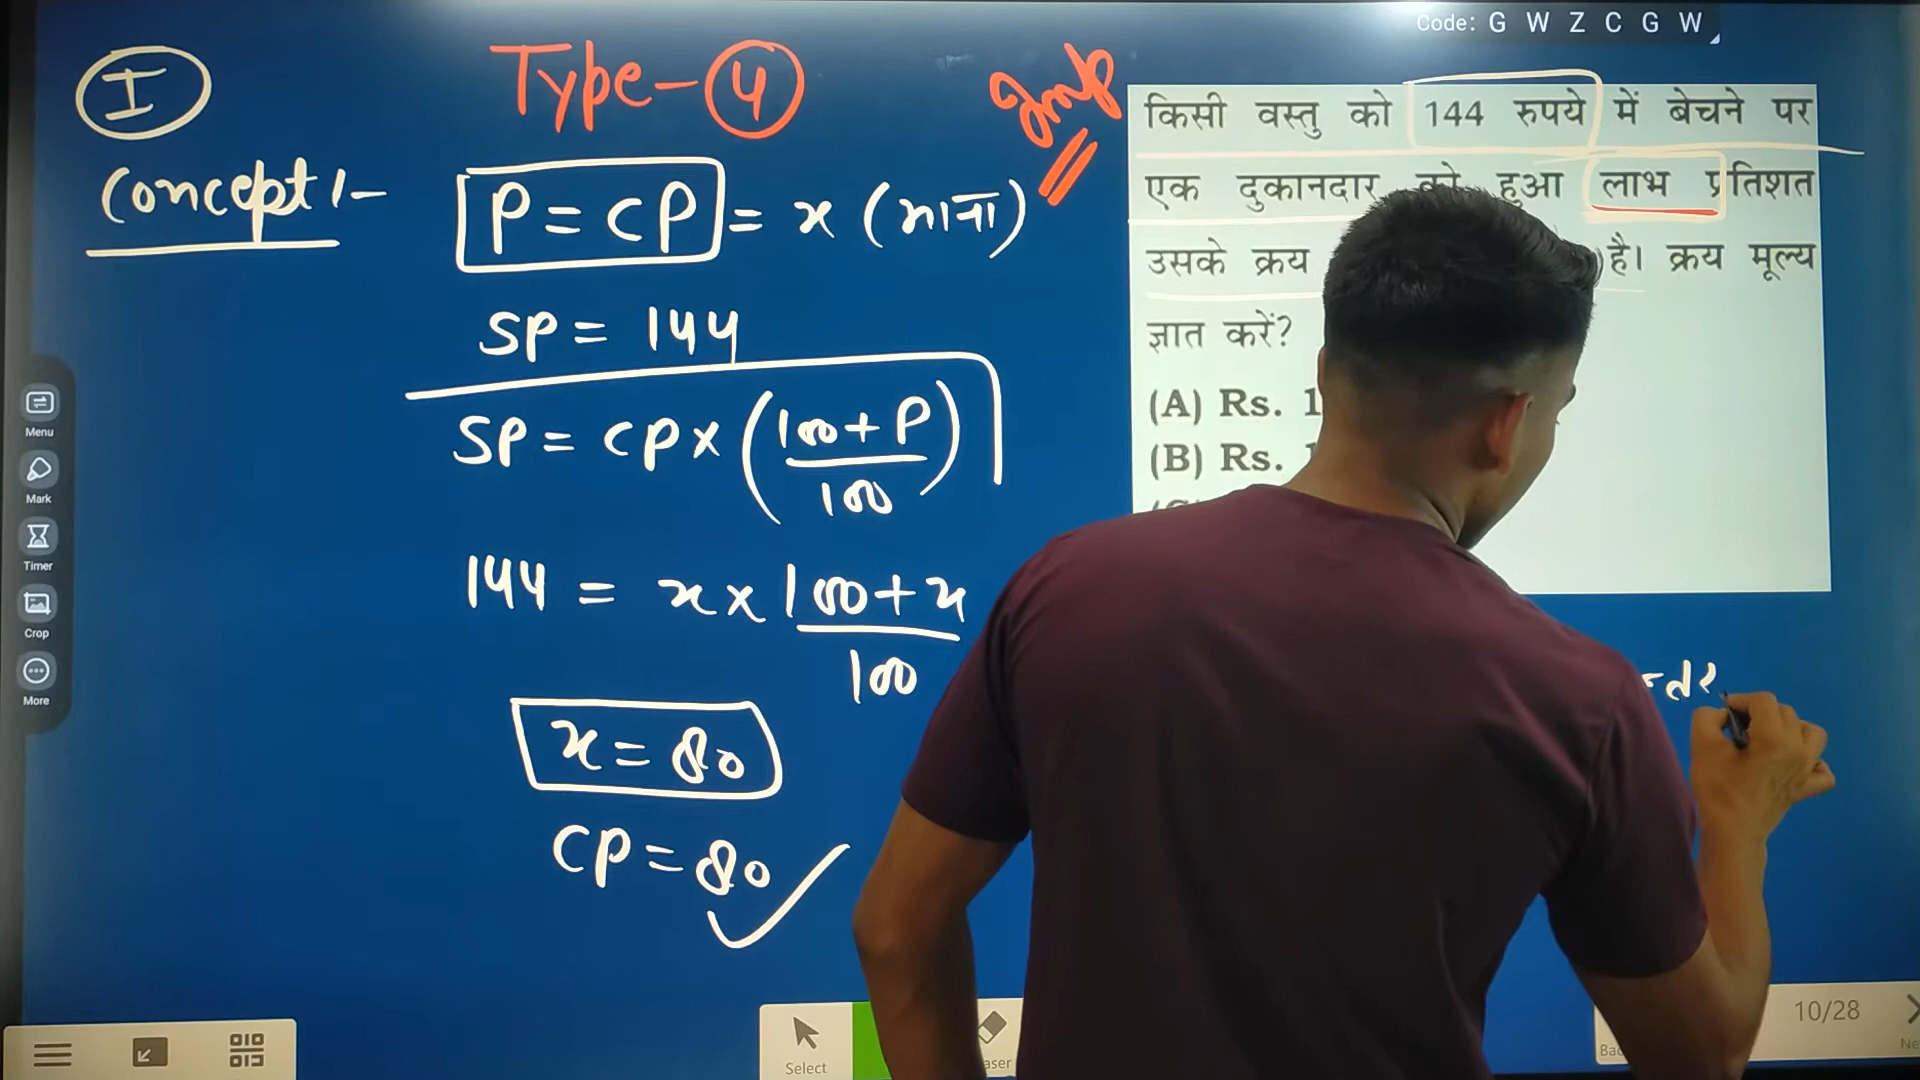 Code: G W Z C G W
I
Type-4
Imp
Concept 1-
P = CP = x (माना)
SP = 144
SP = CP x (100+P / 100)
144 = x x 100+x / 100
x = 80
CP = 80
किसी वस्तु को 144 रुपये में बेचने पर
एक दुकानदार को हुआ लाभ प्रतिशत
उसके क्रय है। क्रय मूल्य
ज्ञात करें?
(A) Rs. 1
(B) Rs. 1
Menu
Mark
Timer
Crop
More
Select
10/28